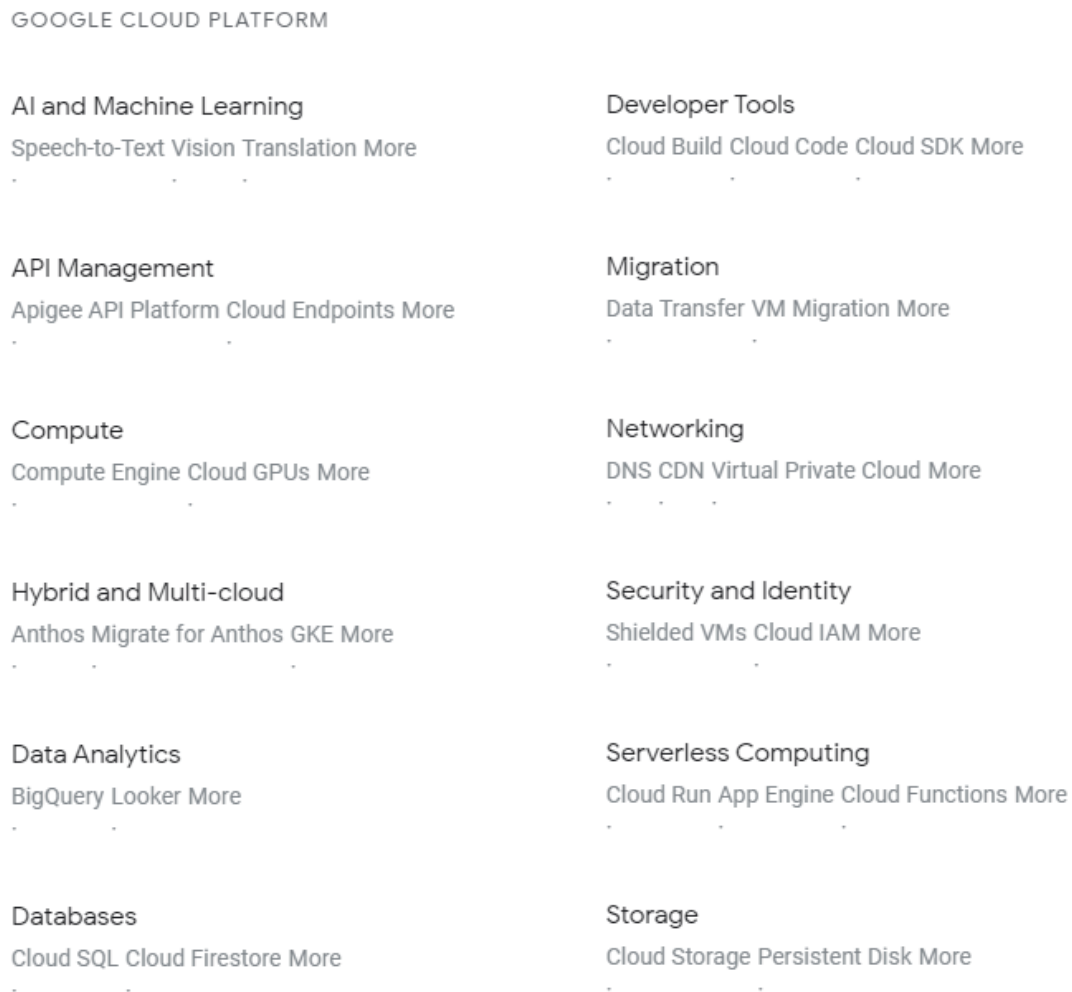 GOOGLE CLOUD PLATFORM
AI and Machine Learning
Speech-to-Text Vision Translation More
API Management
Apigee API Platform Cloud Endpoints More
Compute
Compute Engine Cloud GPUs More
Hybrid and Multi-cloud
Anthos Migrate for Anthos GKE More
Data Analytics
BigQuery Looker More
Databases
Cloud SQL Cloud Firestore More
Developer Tools
Cloud Build Cloud Code Cloud SDK More
Migration
Data Transfer VM Migration More
Networking
DNS CDN Virtual Private Cloud More
Security and Identity
Shielded VMs Cloud IAM More
Serverless Computing
Cloud Run App Engine Cloud Functions More
Storage
Cloud Storage Persistent Disk More